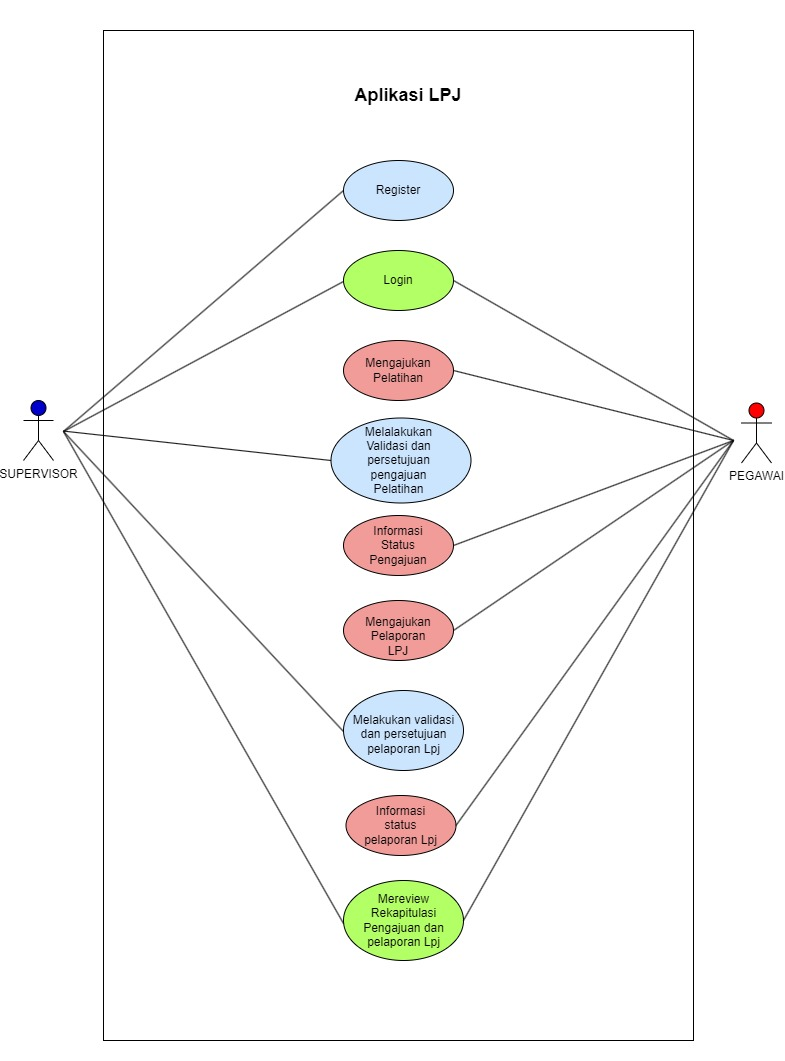 Aplikasi LPJ
Register
Login
Mengajukan
Pelatihan
Melalakukan
Validasi dan
persetujuan
pengajuan
Pelatihan
SUPERVISOR
PEGAWAI
Informasi
Status
Pengajuan
Mengajukan
Pelaporan
LPJ
Melakukan validasi
dan persetujuan
pelaporan Lpj
Informasi
status
pelaporan Lpj
Mereview
Rekapitulasi
Pengajuan dan
pelaporan Lpj